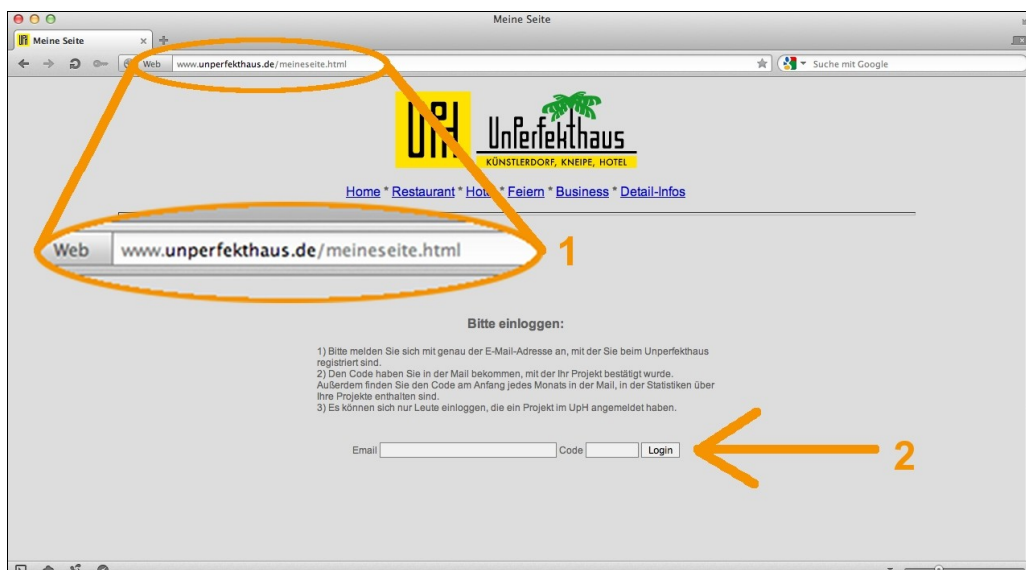 Meine Seite
Meine Seite
Web www.unperfekthaus.de/meineseite.html
Suche mit Google
UPH UnPerfekthaus
KÜNSTLERDORF, KNEIPE, HOTEL
Home * Restaurant * Hotel * Feiern * Business * Detail-Infos
Web www.unperfekthaus.de/meineseite.html 1
Bitte einloggen:
1) Bitte melden Sie sich mit genau der E-Mail-Adresse an, mit der Sie beim Unperfekthaus
registriert sind.
2) Den Code haben Sie in der Mail bekommen, mit der Ihr Projekt bestätigt wurde.
Außerdem finden Sie den Code am Anfang jedes Monats in der Mail, in der Statistiken über
Ihre Projekte enthalten sind.
3) Es können sich nur Leute einloggen, die ein Projekt im UpH angemeldet haben.
Email Code Login 2